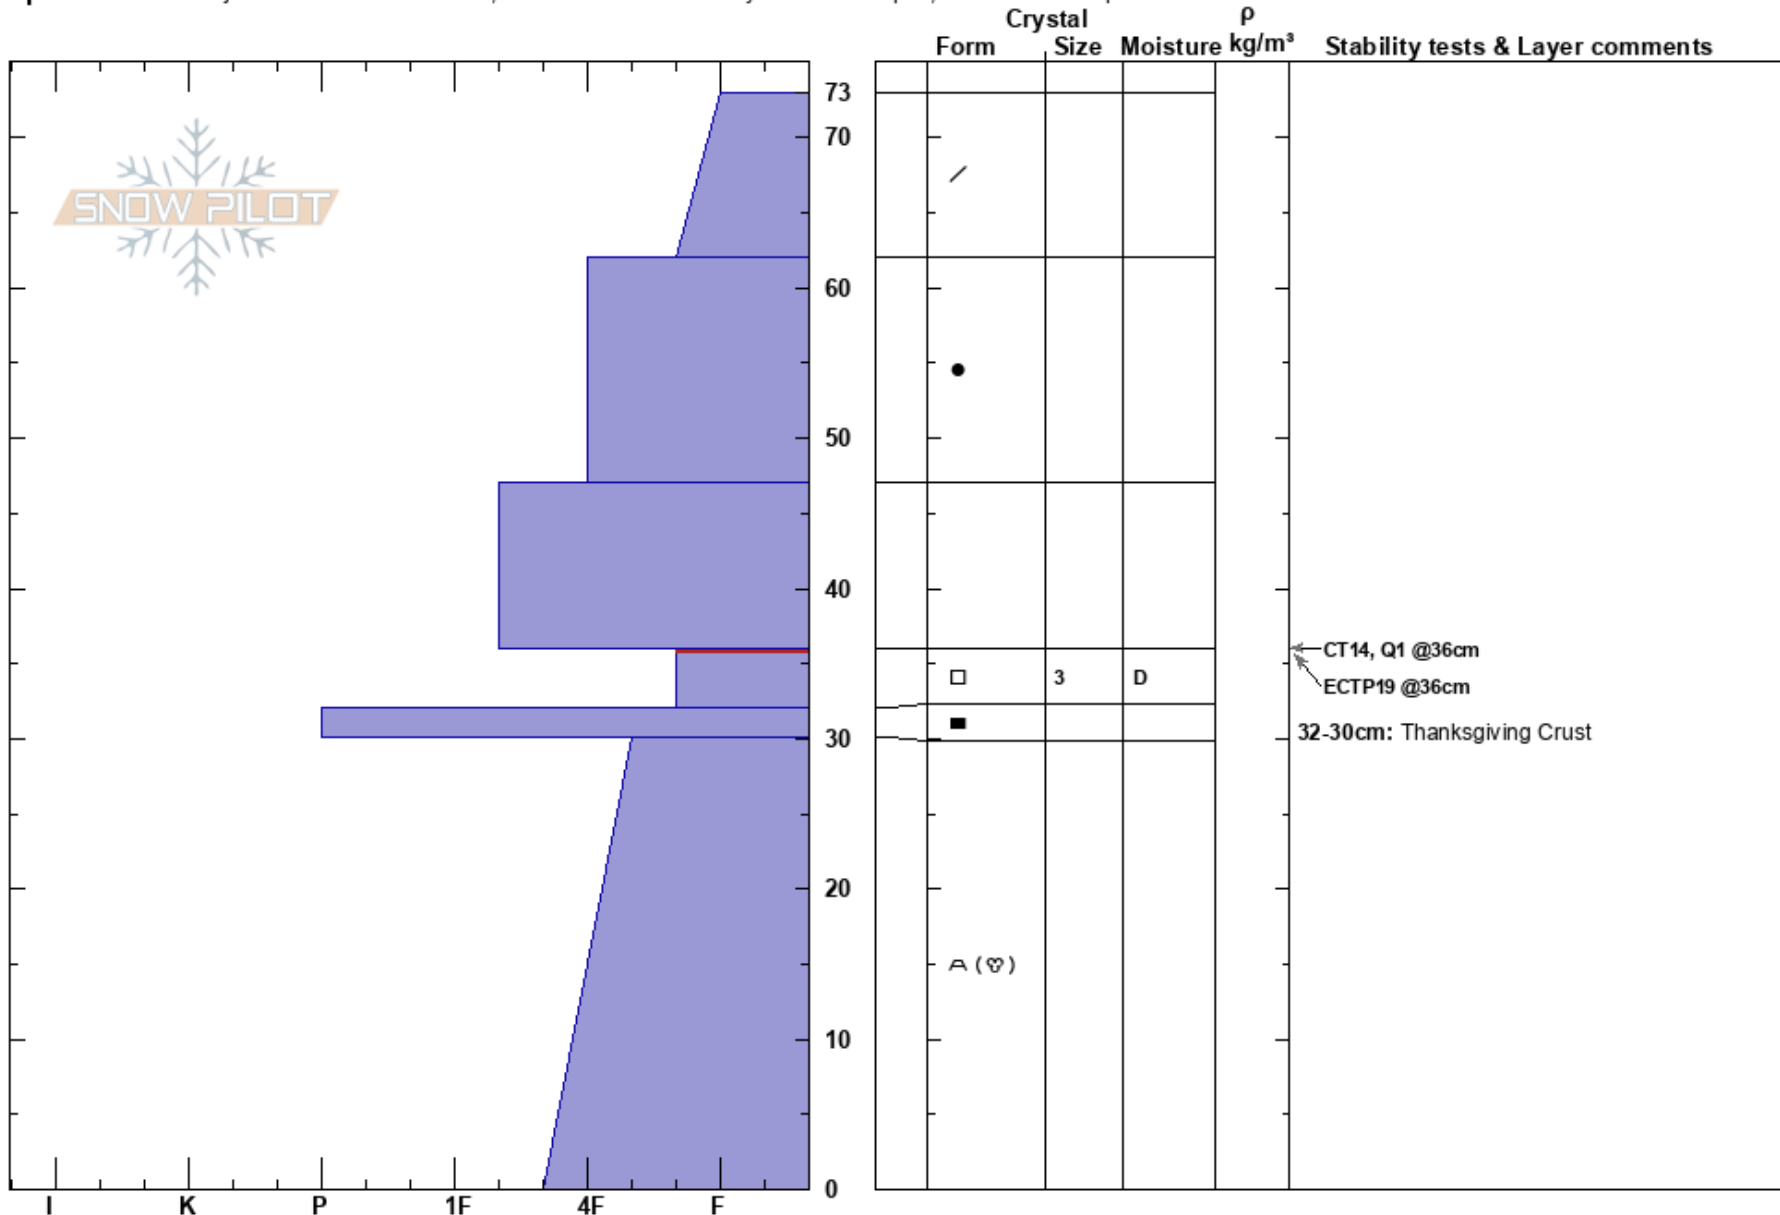 Crystal
ρ
Form Size Moisture kg/m³ Stability tests & Layer comments
73
70
SNOW PILOT
60
50
40
CT14, Q1 @36cm
3 D
ECTP19 @36cm
30
32-30cm: Thanksgiving Crust
20
10
0
I K P 1F 4F F